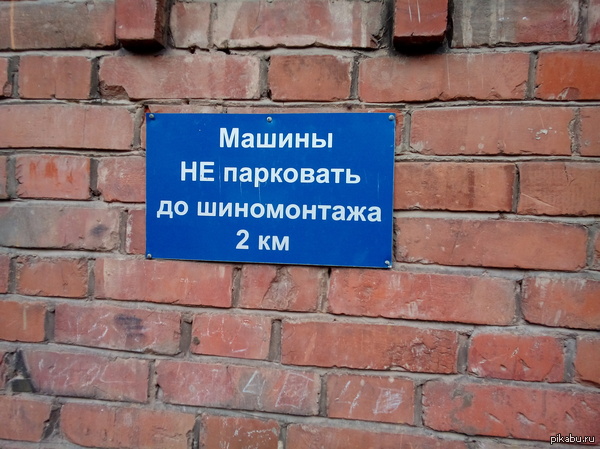 Машины
НЕ парковать
до шиномонтажа
2 км
pikabu.ru